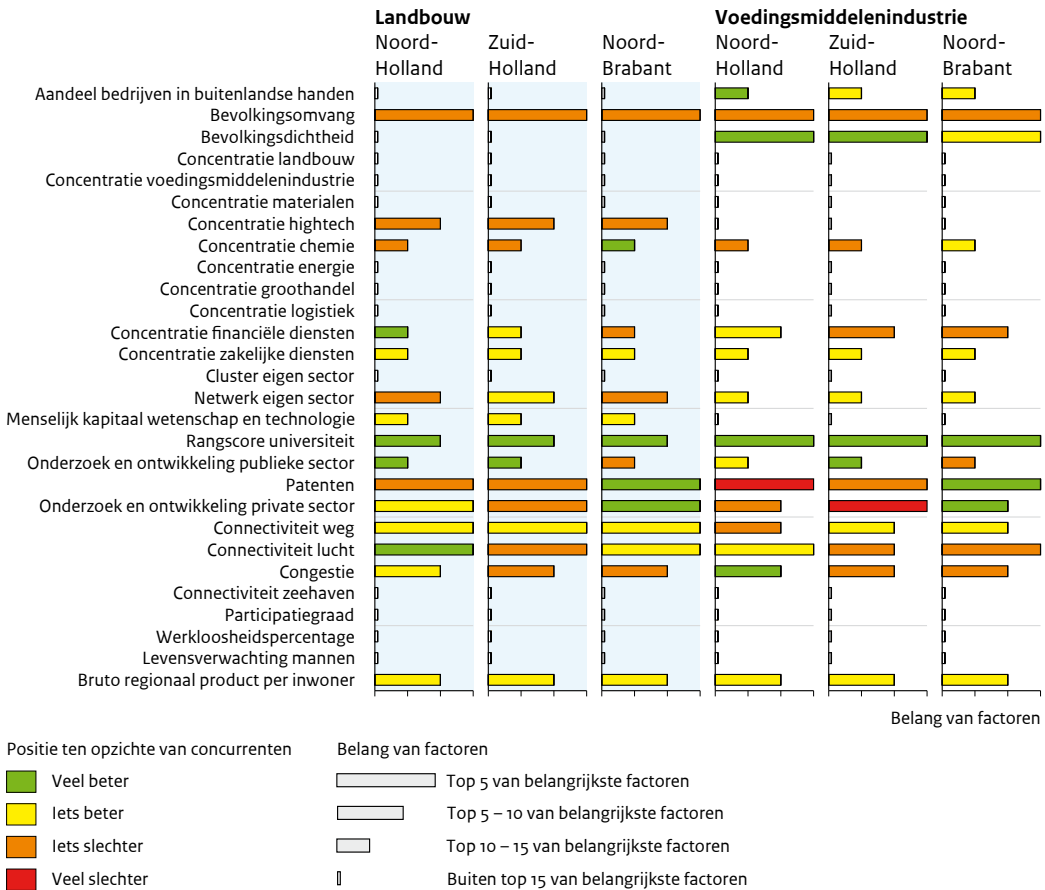 Landbouw
Voedingsmiddelenindustrie
Noord-
Holland
Zuid-
Holland
Noord-
Brabant
Noord-
Holland
Zuid-
Holland
Noord-
Brabant
Aandeel bedrijven in buitenlandse handen
Bevolkingsomvang
Bevolkingsdichtheid
Concentratie landbouw
Concentratie voedingsmiddelenindustrie
Concentratie materialen
Concentratie hightech
Concentratie chemie
Concentratie energie
Concentratie groothandel
Concentratie logistiek
Concentratie financiële diensten
Concentratie zakelijke diensten
Cluster eigen sector
Netwerk eigen sector
Menselijk kapitaal wetenschap en technologie
Rangscore universiteit
Onderzoek en ontwikkeling publieke sector
Patenten
Onderzoek en ontwikkeling private sector
Connectiviteit weg
Connectiviteit lucht
Congestie
Connectiviteit zeehaven
Participatiegraad
Werkloosheidspercentage
Levensverwachting mannen
Bruto regionaal product per inwoner
Belang van factoren
Positie ten opzichte van concurrenten
Veel beter
Iets beter
Iets slechter
Veel slechter
Belang van factoren
Top 5 van belangrijkste factoren
Top 5 – 10 van belangrijkste factoren
Top 10 – 15 van belangrijkste factoren
Buiten top 15 van belangrijkste factoren